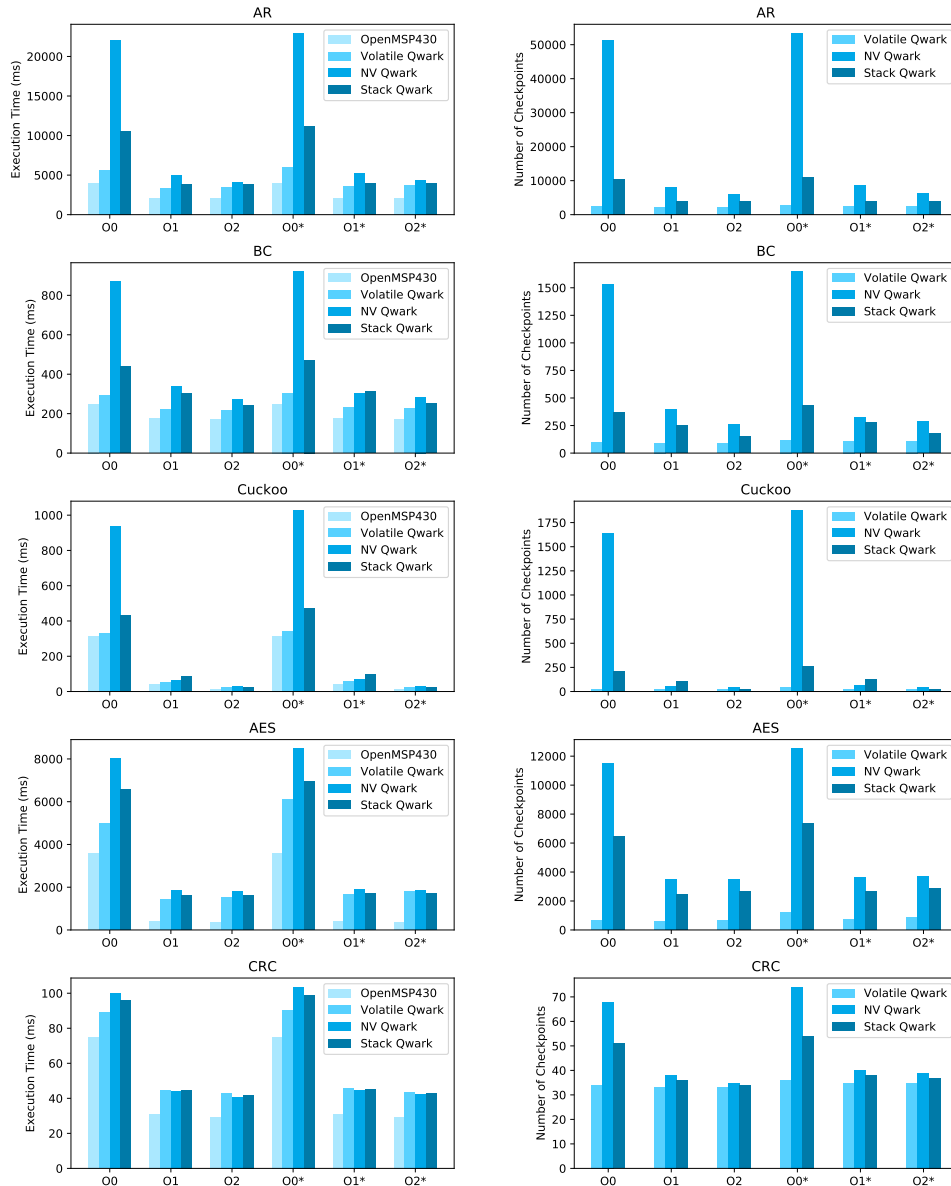 AR
Execution Time (ms)
20000
15000
10000
5000
0
OpenMSP430
Volatile Qwark
NV Qwark
Stack Qwark
O0 O1 O2 O0* O1* O2*
AR
Number of Checkpoints
50000
40000
30000
20000
10000
0
Volatile Qwark
NV Qwark
Stack Qwark
O0 O1 O2 O0* O1* O2*
BC
Execution Time (ms)
800
600
400
200
0
OpenMSP430
Volatile Qwark
NV Qwark
Stack Qwark
O0 O1 O2 O0* O1* O2*
BC
Number of Checkpoints
1500
1250
1000
750
500
250
0
Volatile Qwark
NV Qwark
Stack Qwark
O0 O1 O2 O0* O1* O2*
Cuckoo
Execution Time (ms)
1000
800
600
400
200
0
OpenMSP430
Volatile Qwark
NV Qwark
Stack Qwark
O0 O1 O2 O0* O1* O2*
Cuckoo
Number of Checkpoints
1750
1500
1250
1000
750
500
250
0
Volatile Qwark
NV Qwark
Stack Qwark
O0 O1 O2 O0* O1* O2*
AES
Execution Time (ms)
8000
6000
4000
2000
0
OpenMSP430
Volatile Qwark
NV Qwark
Stack Qwark
O0 O1 O2 O0* O1* O2*
AES
Number of Checkpoints
12000
10000
8000
6000
4000
2000
0
Volatile Qwark
NV Qwark
Stack Qwark
O0 O1 O2 O0* O1* O2*
CRC
Execution Time (ms)
100
80
60
40
20
0
OpenMSP430
Volatile Qwark
NV Qwark
Stack Qwark
O0 O1 O2 O0* O1* O2*
CRC
Number of Checkpoints
70
60
50
40
30
20
10
0
Volatile Qwark
NV Qwark
Stack Qwark
O0 O1 O2 O0* O1* O2*